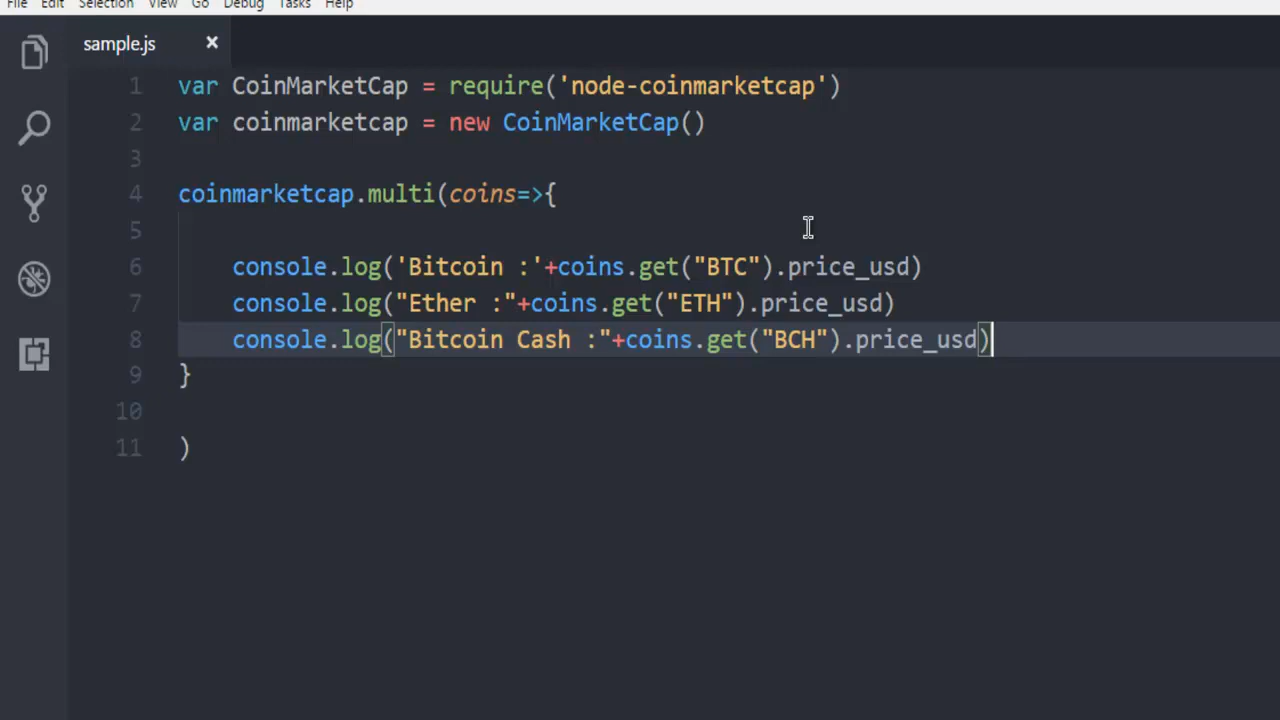 File Edit Selection View Go Debug Tasks Help
sample.js ×
1 var CoinMarketCap = require('node-coinmarketcap')
2 var coinmarketcap = new CoinMarketCap()
3
4 coinmarketcap.multi(coins=>{
5
6 console.log('Bitcoin :'+coins.get("BTC").price_usd)
7 console.log("Ether :"+coins.get("ETH").price_usd)
8 console.log("Bitcoin Cash :"+coins.get("BCH").price_usd)
9 }
10
11 )